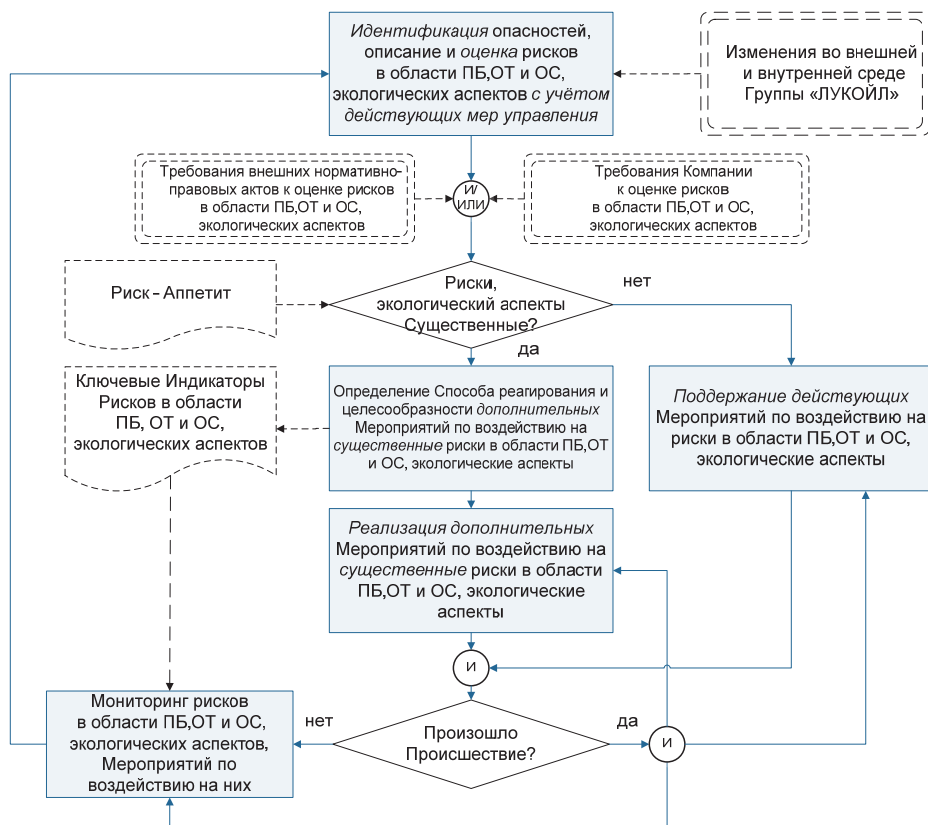 Идентификация опасностей,
описание и оценка рисков
в области ПБ,ОТ и ОС,
экологических аспектов с учётом
действующих мер управления
Изменения во внешней
и внутренней среде
Группы «ЛУКОЙЛ»
Требования внешних нормативно-
правовых актов к оценке рисков
в области ПБ,ОТ и ОС,
экологических аспектов
И/
ИЛИ
Требования Компании
к оценке рисков
в области ПБ,ОТ и ОС,
экологических аспектов
Риск – Аппетит
Риски,
экологический аспекты
Существенные?
нет
да
Ключевые Индикаторы
Рисков в области
ПБ, ОТ и ОС,
экологических аспектов
Определение Способа реагирования и
целесообразности дополнительных
Мероприятий по воздействию на
существенные риски в области ПБ,ОТ
и ОС, экологические аспекты
Поддержание действующих
Мероприятий по воздействию на
риски в области ПБ,ОТ и ОС,
экологические аспекты
Реализация дополнительных
Мероприятий по воздействию на
существенные риски в области
ПБ,ОТ и ОС, экологические
аспекты
И
Мониторинг рисков
в области ПБ,ОТ и ОС,
экологических аспектов,
Мероприятий по
воздействию на них
нет
Произошло
Происшествие?
да
И